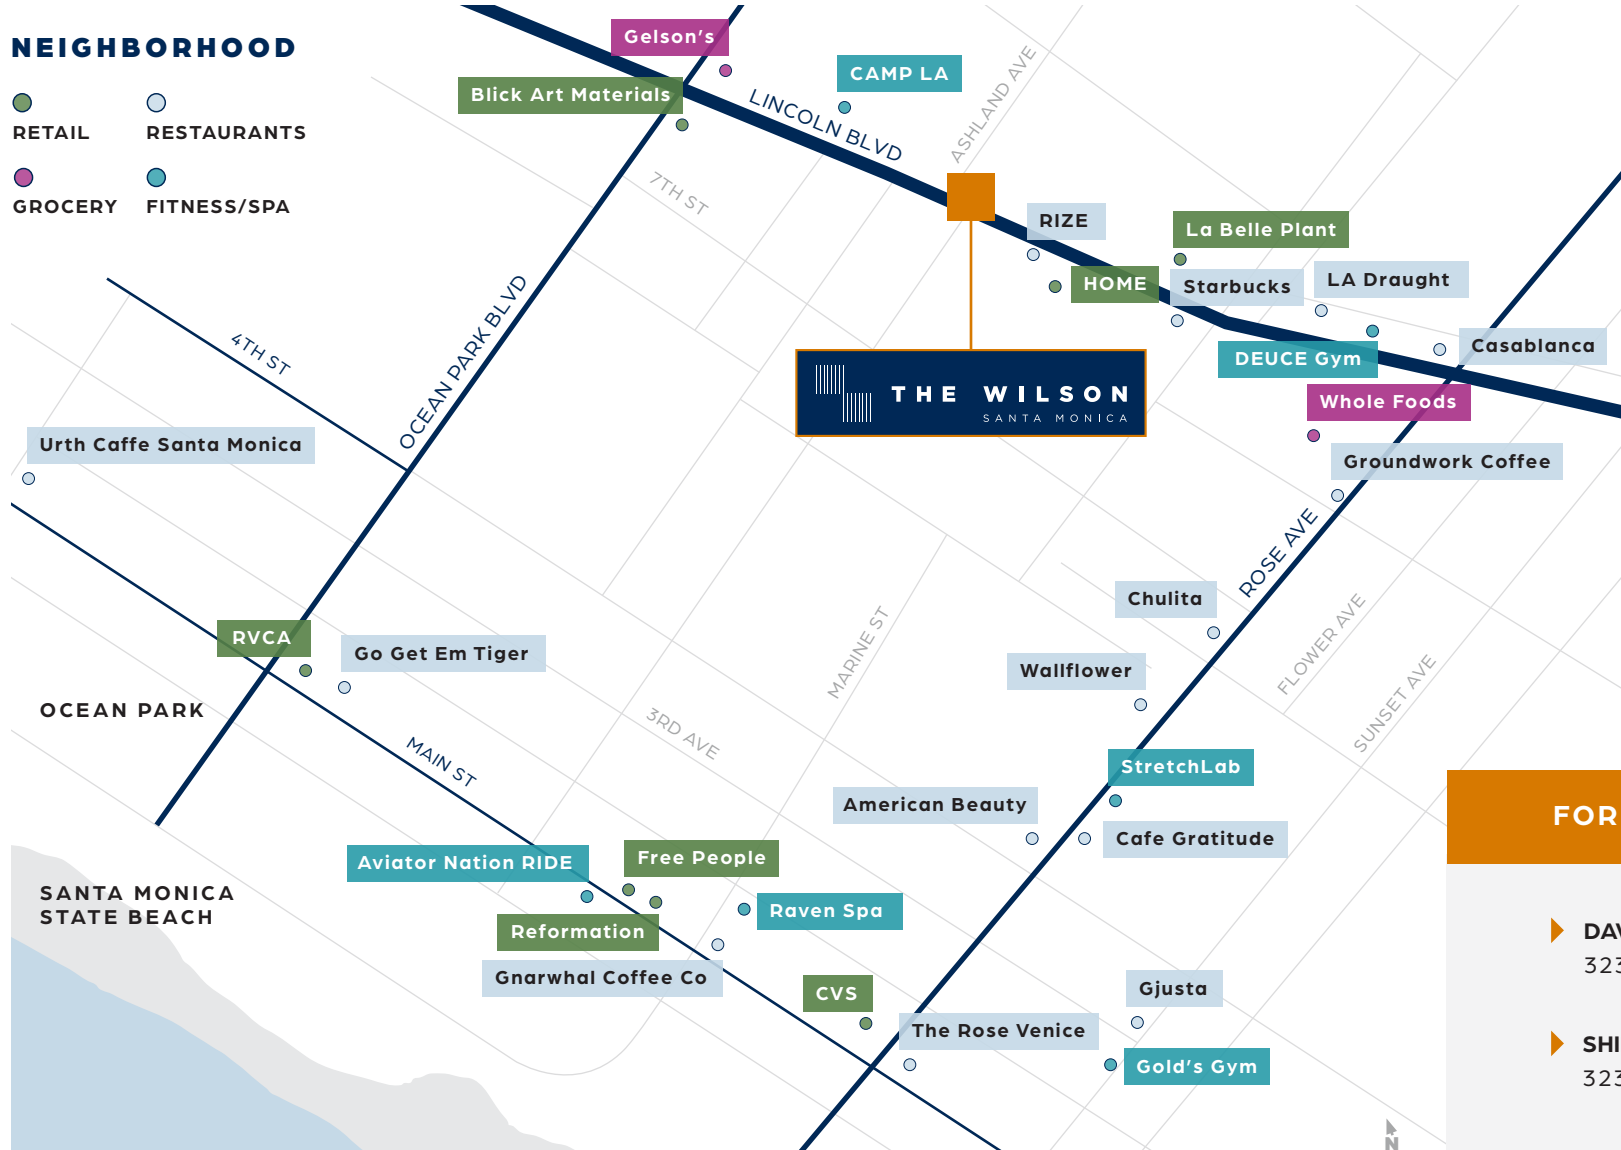 NEIGHBORHOOD
RETAIL
RESTAURANTS
GROCERY
FITNESS/SPA
Gelson's
Blick Art Materials
CAMP LA
LINCOLN BLVD
ASHLAND AVE
7TH ST
RIZE
La Belle Plant
HOME
Starbucks
LA Draught
DEUCE Gym
Casablanca
Whole Foods
Groundwork Coffee
THE WILSON
SANTA MONICA
4TH ST
OCEAN PARK BLVD
Urth Caffe Santa Monica
ROSE AVE
Chulita
Wallflower
FLOWER AVE
SUNSET AVE
MARINE ST
RVCA
Go Get Em Tiger
OCEAN PARK
MAIN ST
3RD AVE
StretchLab
American Beauty
Cafe Gratitude
FOR
Aviator Nation RIDE
Free People
SANTA MONICA
STATE BEACH
Reformation
Raven Spa
Gnarwhal Coffee Co
CVS
The Rose Venice
Gjusta
Gold's Gym
323
SHI
323
N